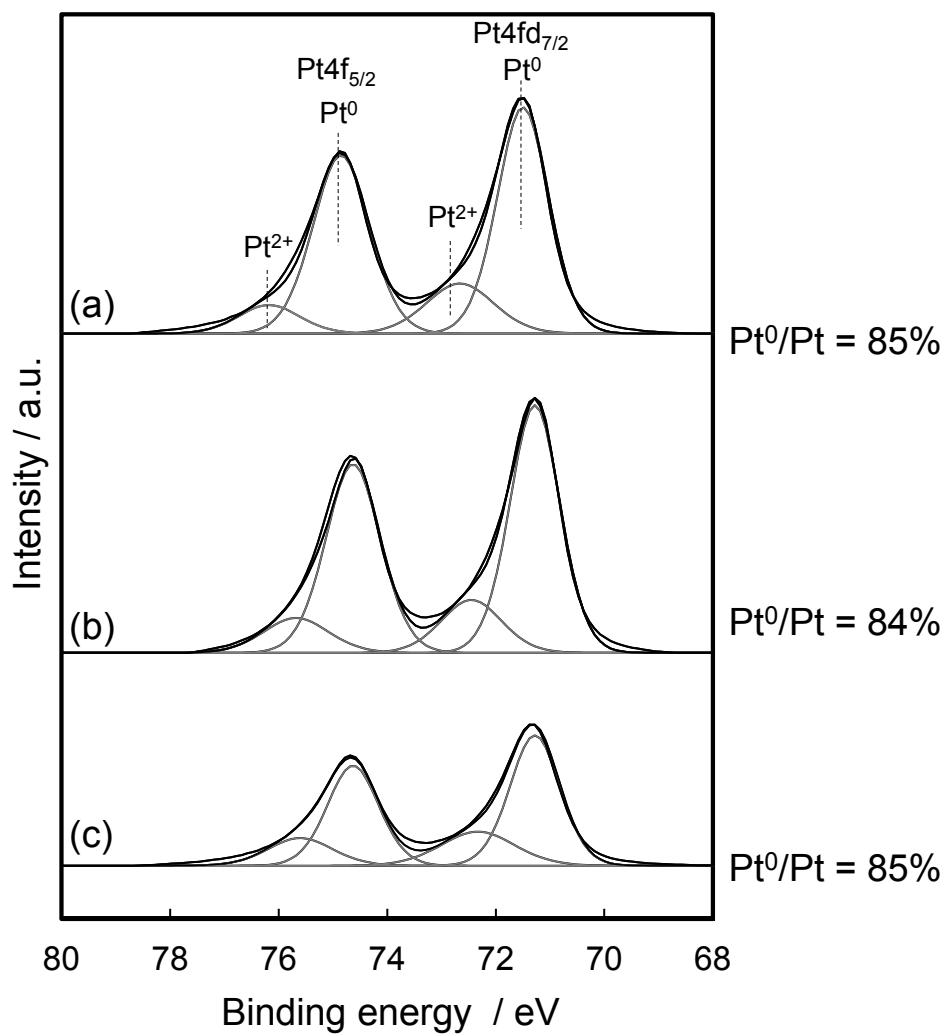 Pt4fd7/2
Pt4f5/2
Pt⁰
Pt⁰
Pt²⁺
Pt²⁺
(a)
Pt⁰/Pt = 85%
(b)
Pt⁰/Pt = 84%
(c)
Pt⁰/Pt = 85%
Intensity / a.u.
80 78 76 74 72 70 68
Binding energy / eV